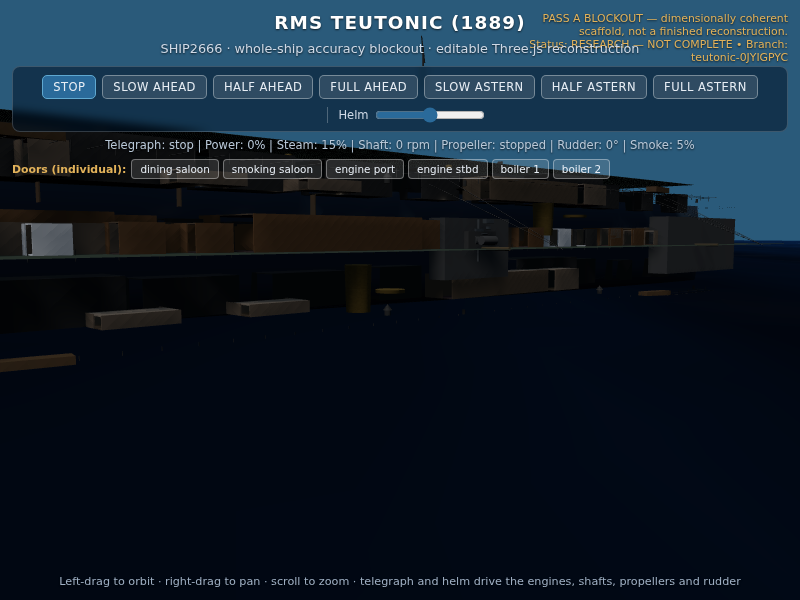 RMS TEUTONIC (1889)
SHIP2666 · whole-ship accuracy blockout · editable Three.js reconstruction
PASS A BLOCKOUT — dimensionally coherent
scaffold, not a finished reconstruction.
Status: RESEARCH — NOT COMPLETE • Branch:
teutonic-0JYIGPYC
STOP SLOW AHEAD HALF AHEAD FULL AHEAD SLOW ASTERN HALF ASTERN FULL ASTERN
Helm
Telegraph: stop | Power: 0% | Steam: 15% | Shaft: 0 rpm | Propeller: stopped | Rudder: 0° | Smoke: 5%
Doors (individual): dining saloon smoking saloon engine port engine stbd boiler 1 boiler 2
Left-drag to orbit · right-drag to pan · scroll to zoom · telegraph and helm drive the engines, shafts, propellers and rudder